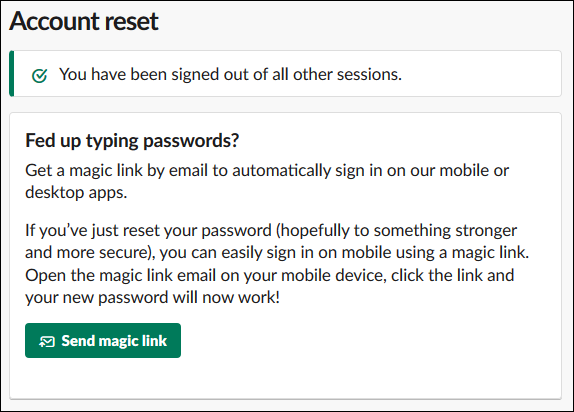 Account reset
You have been signed out of all other sessions.
Fed up typing passwords?
Get a magic link by email to automatically sign in on our mobile or
desktop apps.
If you’ve just reset your password (hopefully to something stronger
and more secure), you can easily sign in on mobile using a magic link.
Open the magic link email on your mobile device, click the link and
your new password will now work!
Send magic link